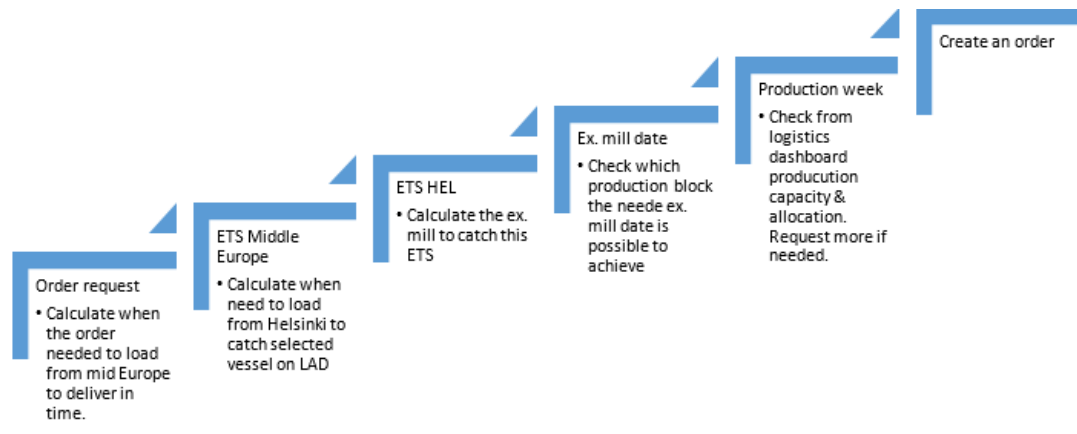 Order request
• Calculate when
the order
needed to load
from mid Europe
to deliver in
time.
ETS Middle
Europe
• Calculate when
need to load
from Helsinki to
catch selected
vessel on LAD
ETS HEL
• Calculate the ex.
mill to catch this
ETS
Ex. mill date
• Check which
production block
the neede ex.
mill date is
possible to
achieve
Production week
• Check from
logistics
dashboard
producution
capacity &
allocation.
Request more if
needed.
Create an order